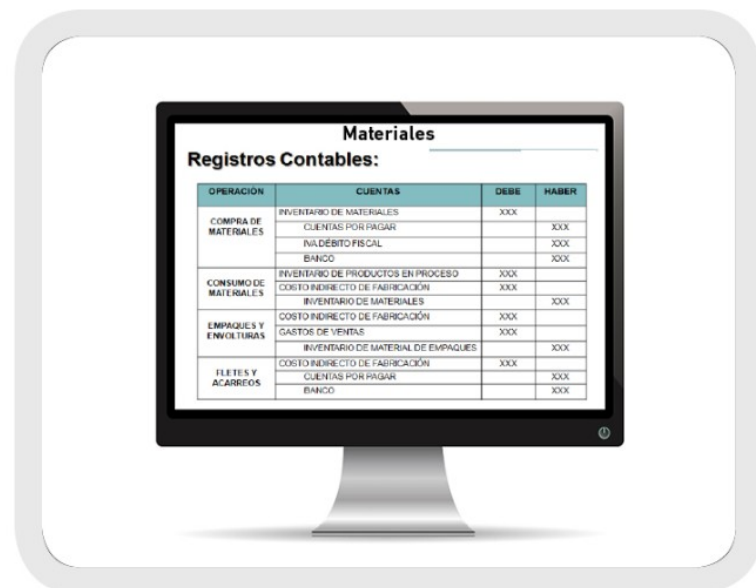 Materiales
Registros Contables:
OPERACIÓN CUENTAS DEBE HABER
COMPRA DE MATERIALES
INVENTARIO DE MATERIALES XXX
CUENTAS POR PAGAR XXX
IVA DÉBITO FISCAL XXX
BANCO XXX
CONSUMO DE MATERIALES
INVENTARIO DE PRODUCTOS EN PROCESO XXX
COSTO INDIRECTO DE FABRICACIÓN XXX
INVENTARIO DE MATERIALES XXX
EMPAQUES Y ENVOLTURAS
COSTO INDIRECTO DE FABRICACIÓN XXX
GASTOS DE VENTAS XXX
INVENTARIO DE MATERIAL DE EMPAQUES XXX
FLETES Y ACARREOS
COSTO INDIRECTO DE FABRICACIÓN XXX
CUENTAS POR PAGAR XXX
BANCO XXX